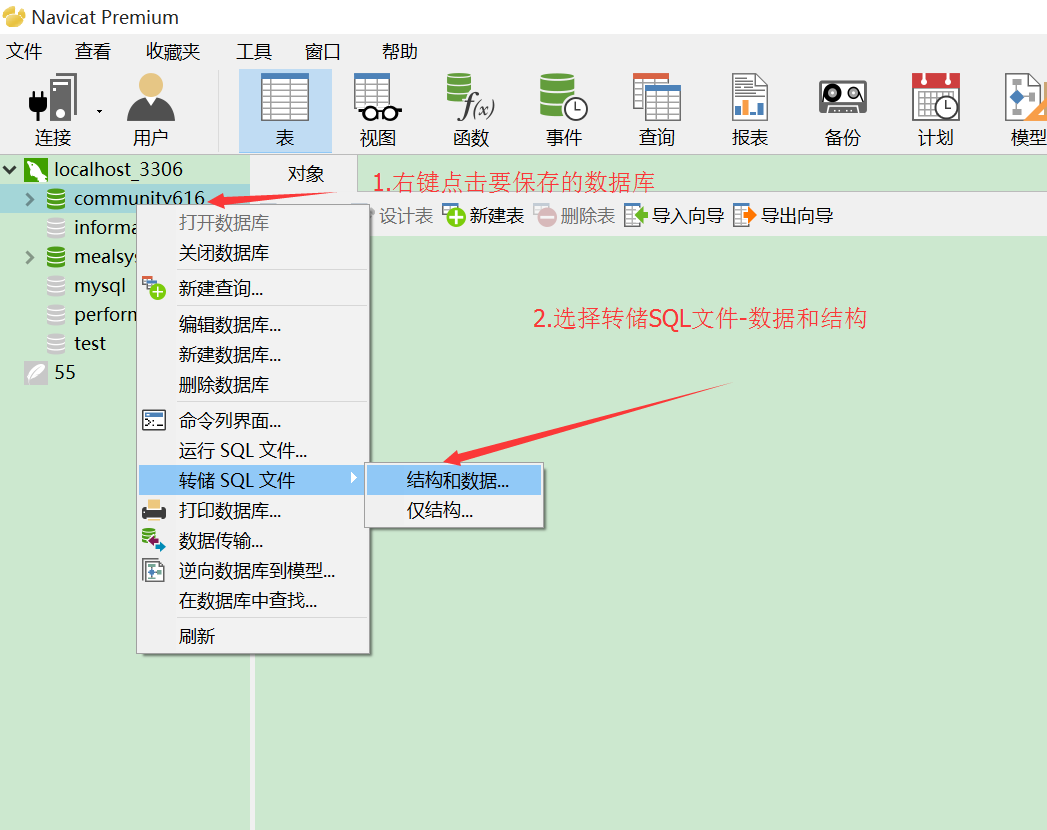 Navicat Premium
文件 查看 收藏夹 工具 窗口 帮助
连接 用户 表 视图 函数 事件 查询 报表 备份 计划 模型
localhost_3306
对象
1.右键点击要保存的数据库
community616
设计表 新建表 删除表 导入向导 导出向导
informa
mealsys
mysql
perform
test
55
打开数据库
关闭数据库
新建查询...
编辑数据库...
新建数据库...
删除数据库
命令列界面...
运行 SQL 文件...
转储 SQL 文件
打印数据库...
数据传输...
逆向数据库到模型...
在数据库中查找...
刷新
2.选择转储SQL文件-数据和结构
结构和数据...
仅结构...